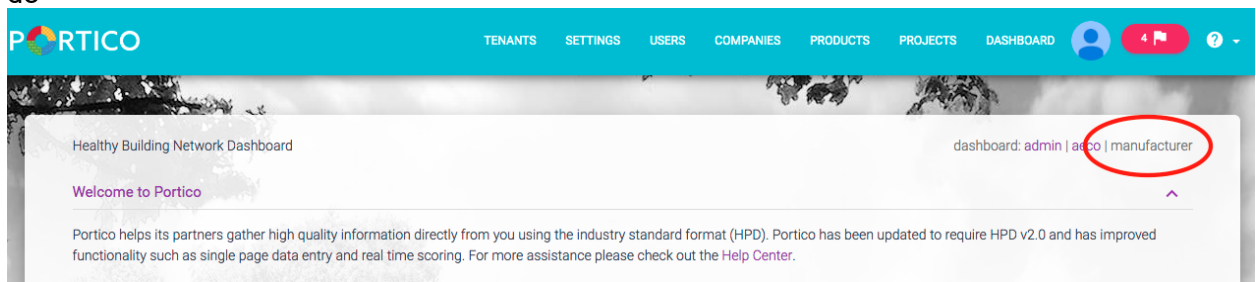 PORTICO TENANTS SETTINGS USERS COMPANIES PRODUCTS PROJECTS DASHBOARD 4 ?
Healthy Building Network Dashboard dashboard: admin | aeco | manufacturer
Welcome to Portico
Portico helps its partners gather high quality information directly from you using the industry standard format (HPD). Portico has been updated to require HPD v2.0 and has improved
functionality such as single page data entry and real time scoring. For more assistance please check out the Help Center.